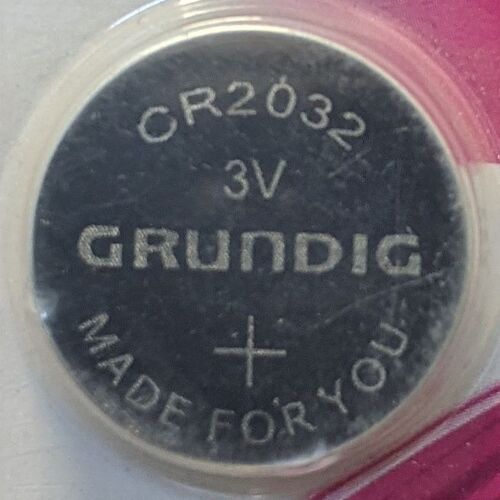 CR2032
3V
GRUNDIG
+
MADE FOR YOU